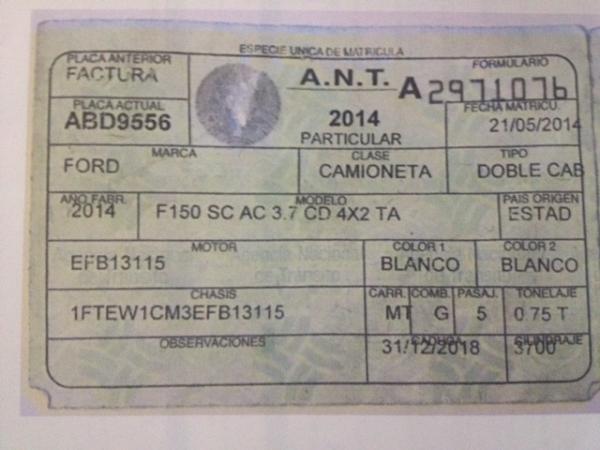 ESPECIE UNICA DE MATRICULA
PLACA ANTERIOR
FACTURA
A.N.T.
FORMULARIO
A2971076
PLACA ACTUAL
ABD9556
2014
PARTICULAR
FECHA MATRICU.
21/05/2014
MARCA
FORD
CLASE
CAMIONETA
TIPO
DOBLE CAB
AÑO FABR.
2014
MODELO
F150 SC AC 3.7 CD 4X2 TA
PAIS ORIGEN
ESTAD
MOTOR
EFB13115
COLOR 1
BLANCO
COLOR 2
BLANCO
CHASIS
1FTEW1CM3EFB13115
CARR.
MT
COMB.
G
PASAJ.
5
TONELAJE
0.75 T
OBSERVACIONES
CADUCA
31/12/2018
CILINDRAJE
3700